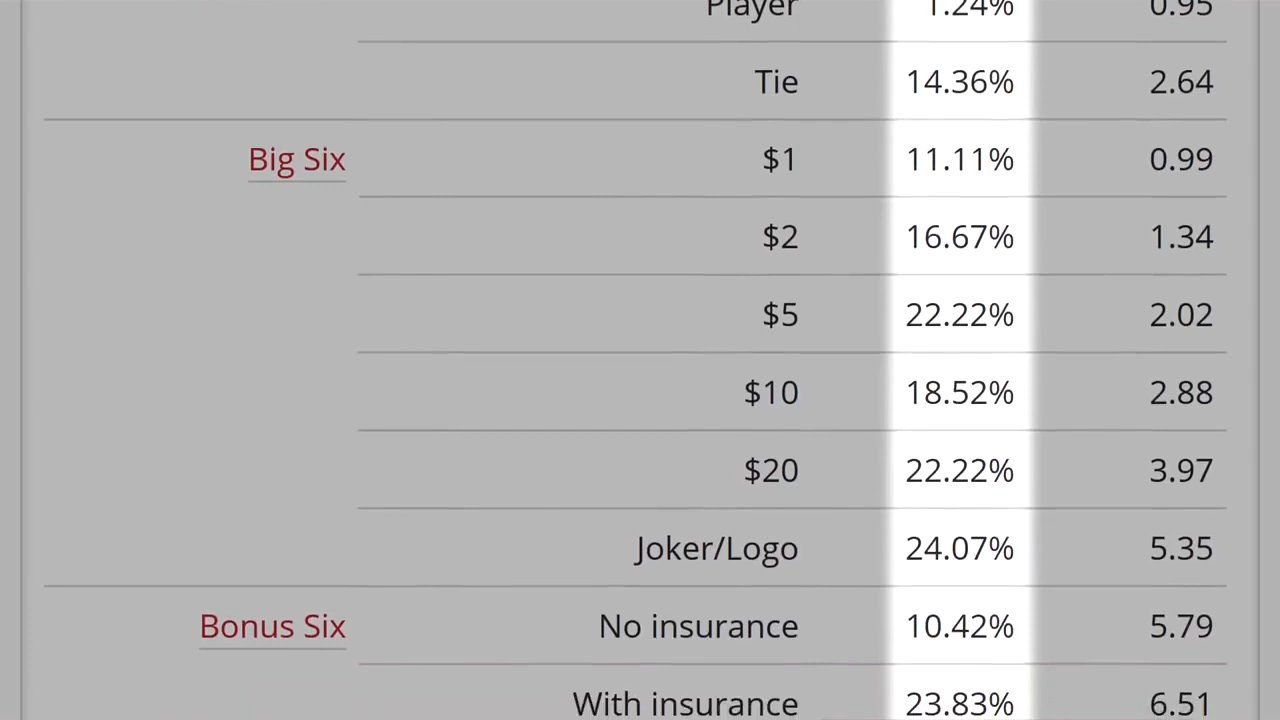 Player 1.24% 0.95
Tie 14.36% 2.64
Big Six $1 11.11% 0.99
$2 16.67% 1.34
$5 22.22% 2.02
$10 18.52% 2.88
$20 22.22% 3.97
Joker/Logo 24.07% 5.35
Bonus Six No insurance 10.42% 5.79
With insurance 23.83% 6.51